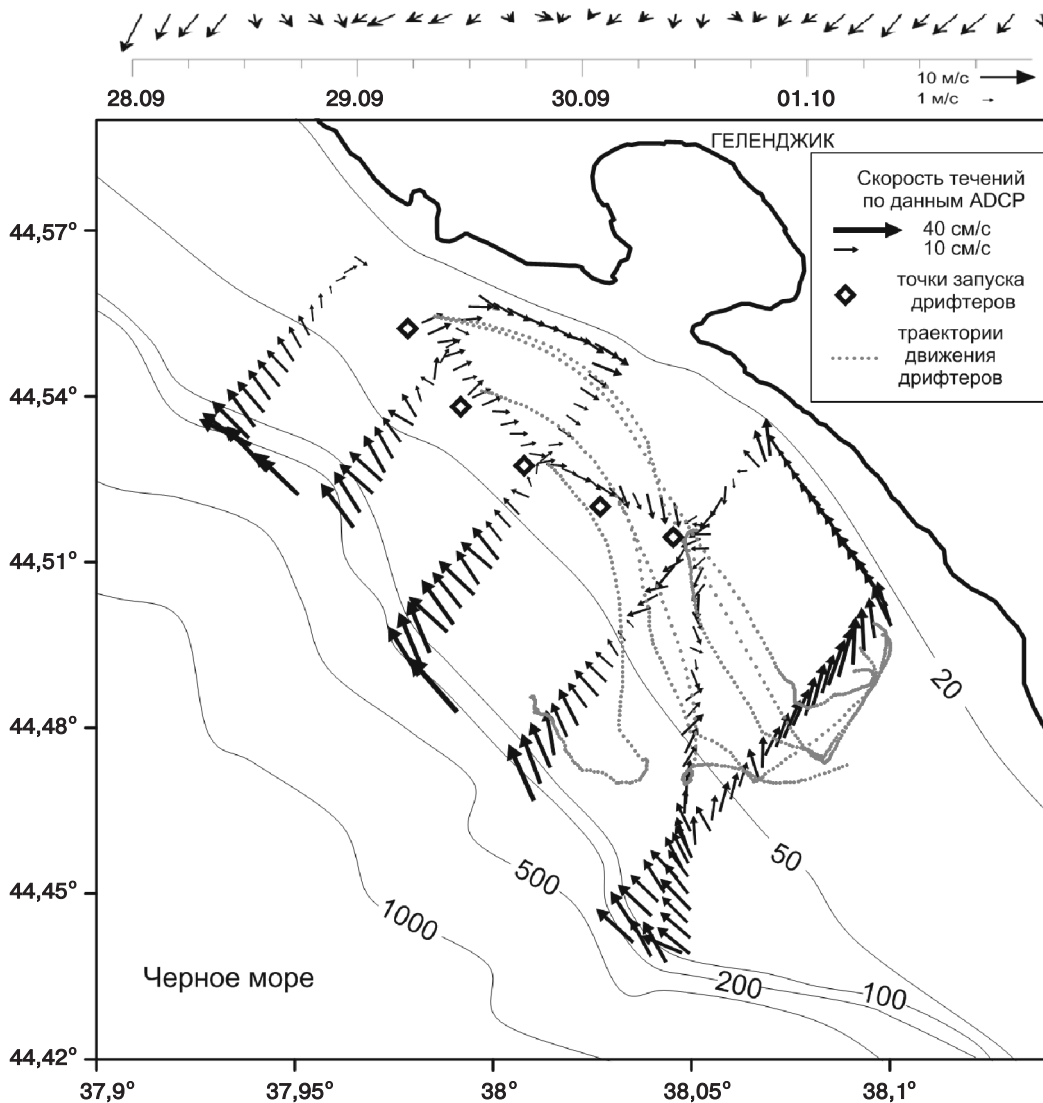 10 м/с
1 м/с
28.09 29.09 30.09 01.10
ГЕЛЕНДЖИК
Скорость течений
по данным ADCP
40 см/с
10 см/с
точки запуска
дрифтеров
траектории
движения
дрифтеров
44,57°
44,54°
44,51°
44,48°
44,45°
44,42°
20
50
500
1000
200
100
Черное море
37,9° 37,95° 38° 38,05° 38,1°